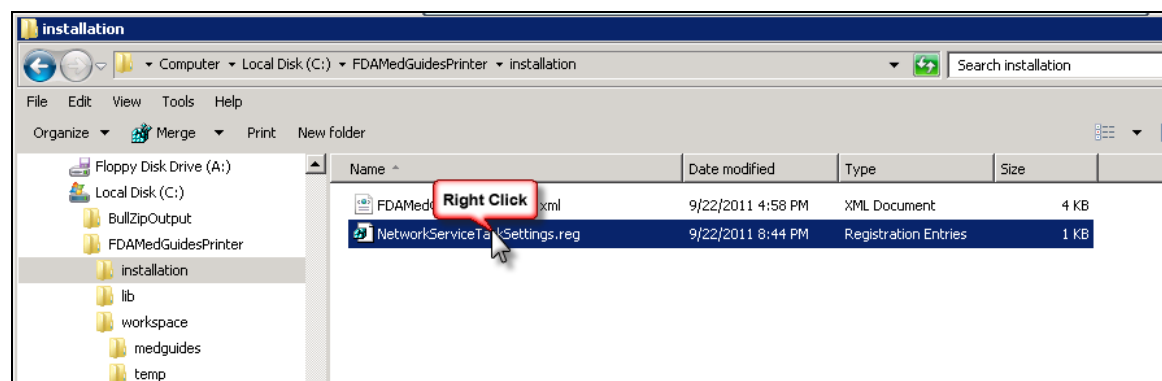 installation
Computer Local Disk (C:) FDAMedGuidesPrinter installation Search installation
File Edit View Tools Help
Organize Merge Print New folder
Floppy Disk Drive (A:) Name Date modified Type Size
Local Disk (C:)
Right Click
xml 9/22/2011 4:58 PM XML Document 4 KB
BullZipOutput
NetworkServiceTaskSettings.reg 9/22/2011 8:44 PM Registration Entries 1 KB
FDAMedGuidesPrinter
installation
lib
workspace
medguides
temp